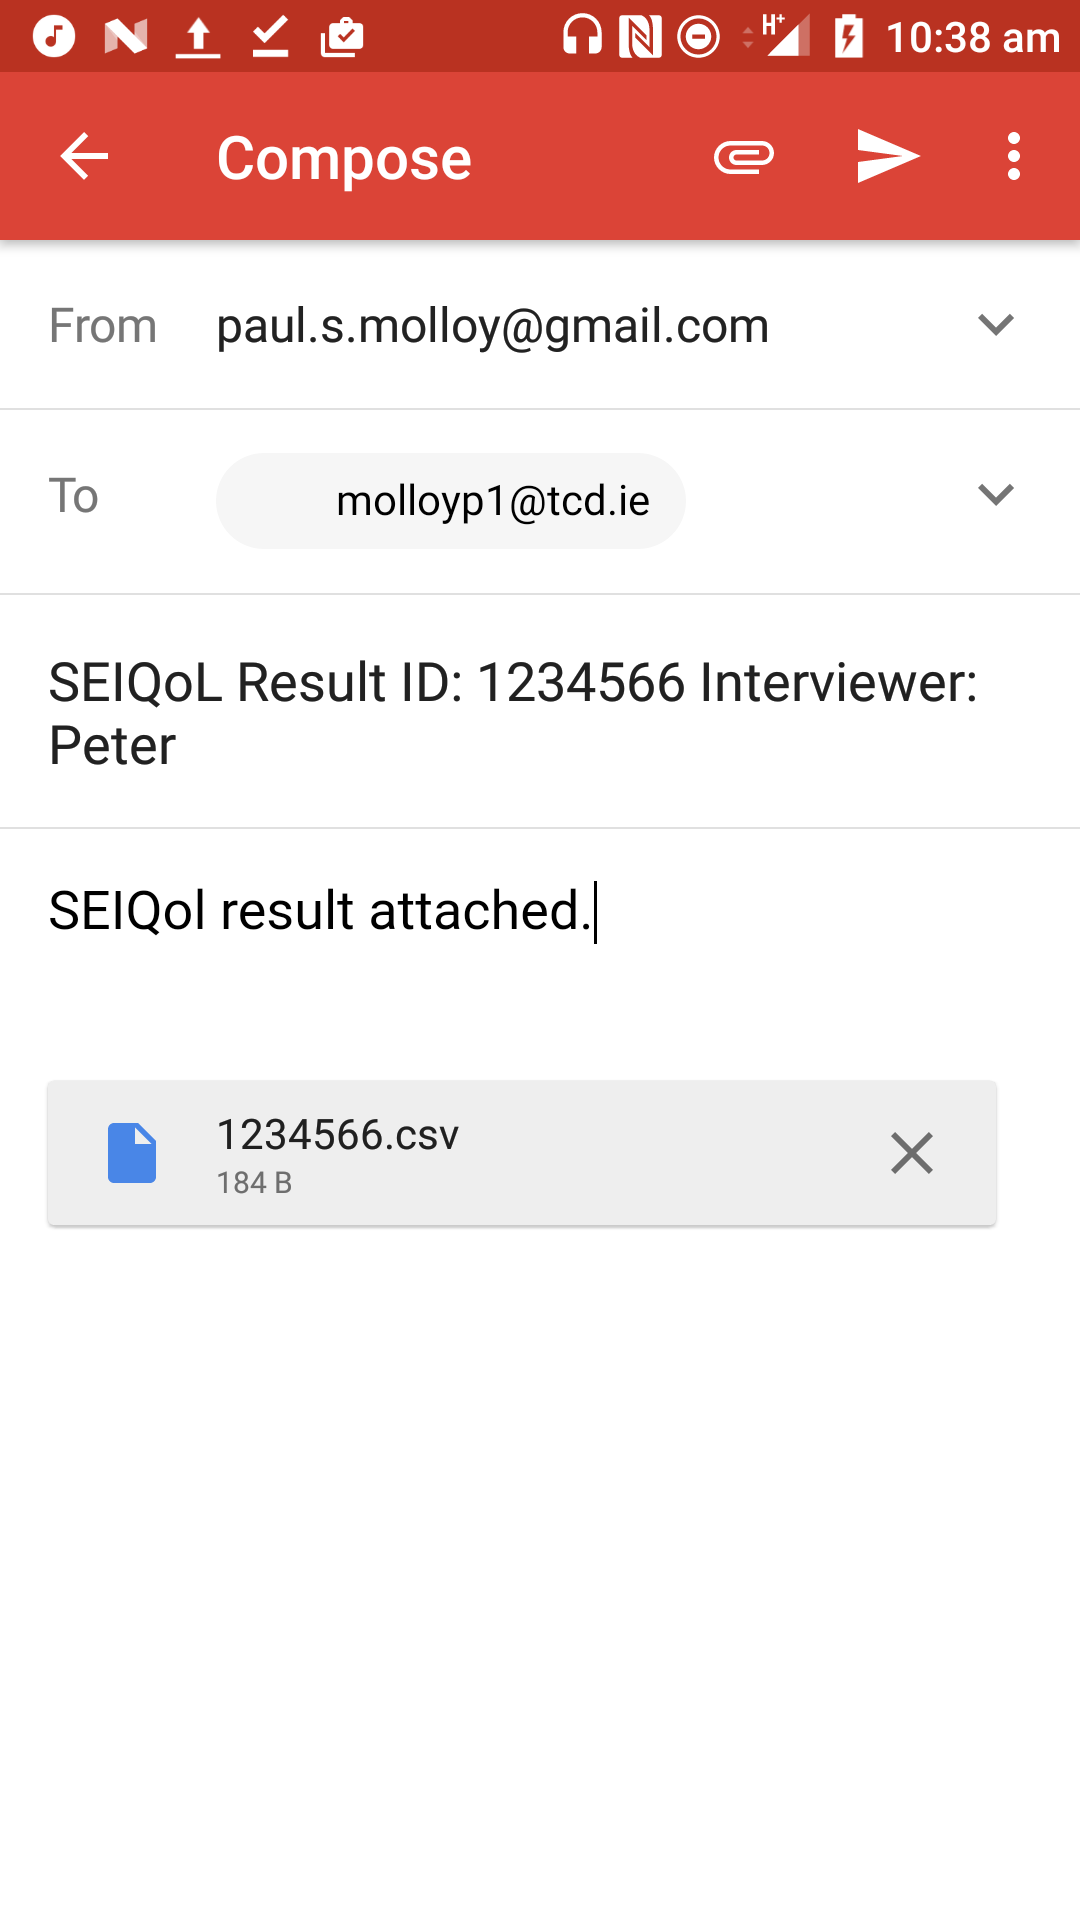 H+ 10:38 am
Compose
From paul.s.molloy@gmail.com
To molloyp1@tcd.ie
SEIQoL Result ID: 1234566 Interviewer:
Peter
SEIQol result attached.
1234566.csv
184 B